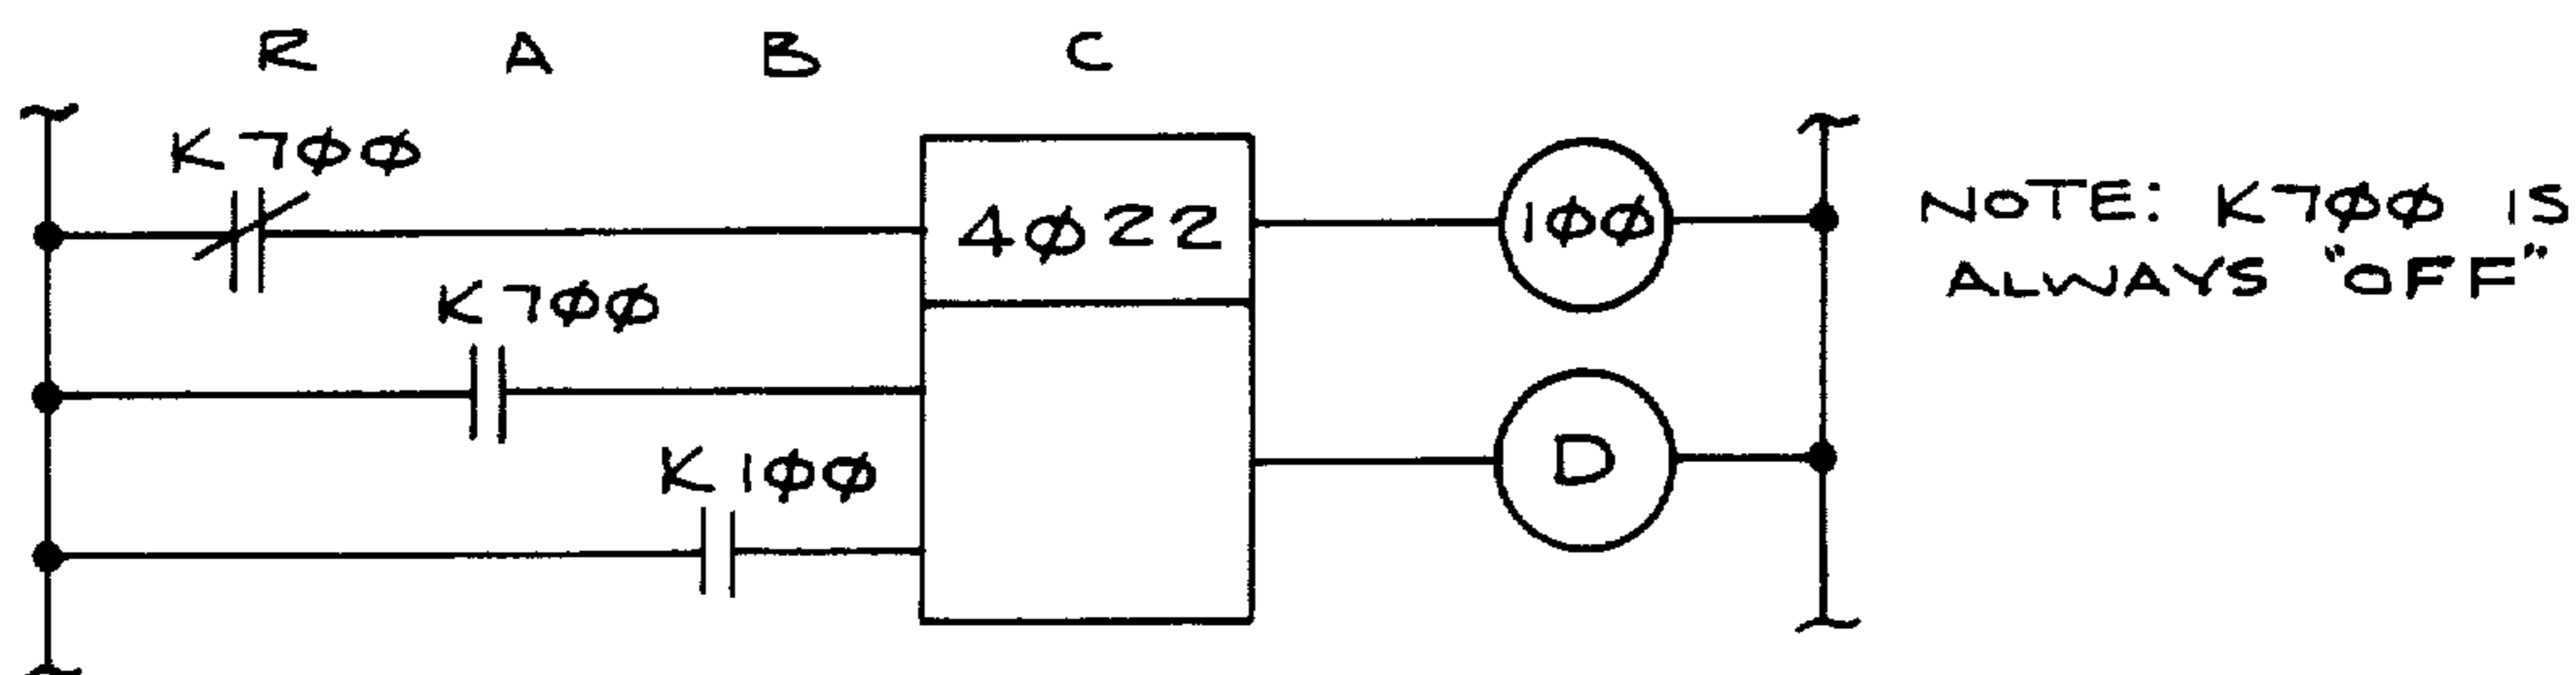 R A B C
K7ØØ
4Ø22
1ØØ
NOTE: K7ØØ IS
ALWAYS "OFF"
K7ØØ
D
K1ØØ